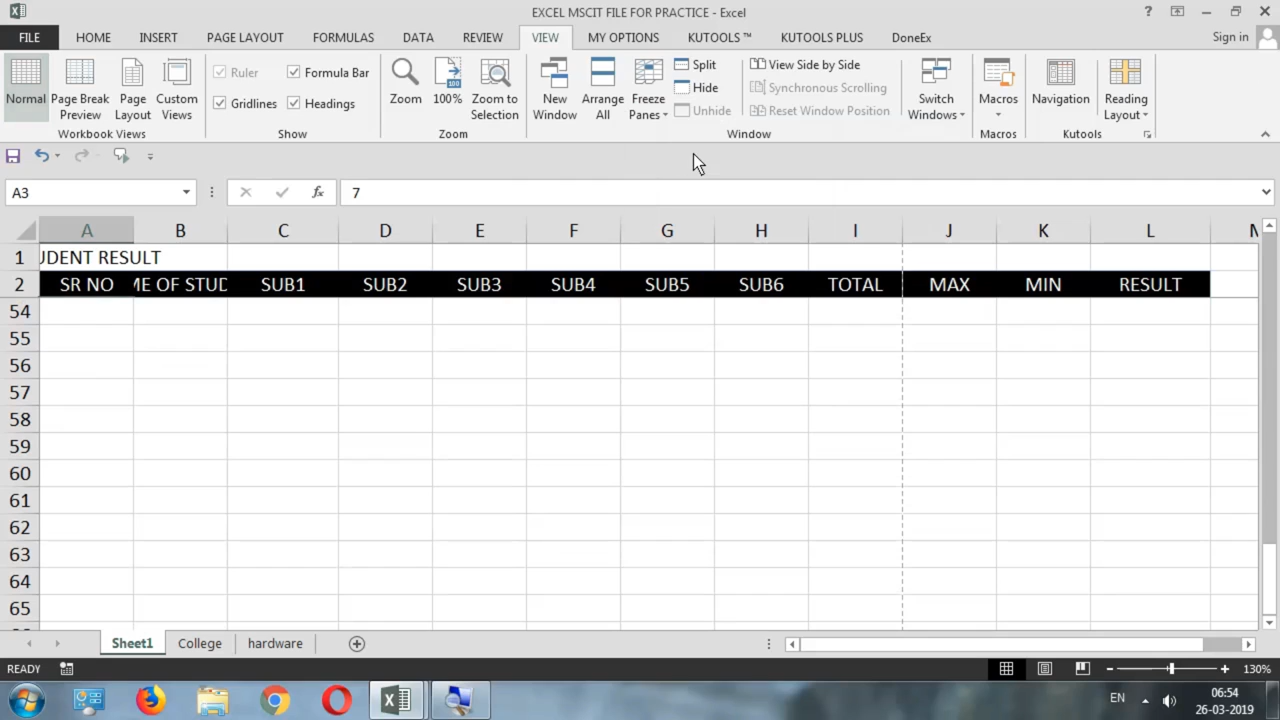 EXCEL MSCIT FILE FOR PRACTICE - Excel
?
FILE HOME INSERT PAGE LAYOUT FORMULAS DATA REVIEW VIEW MY OPTIONS KUTOOLS ™ KUTOOLS PLUS DoneEx Sign in
Normal
Page Break Preview
Page Layout
Custom Views
Workbook Views
Ruler
Formula Bar
Gridlines
Headings
Show
Zoom
100
100%
Zoom to Selection
Zoom
New Window
Arrange All
Freeze Panes
Split
Hide
Unhide
View Side by Side
Synchronous Scrolling
Reset Window Position
Window
Switch Windows
Macros
Macros
Navigation
Reading Layout
Kutools
A3 fx 7
A B C D E F G H I J K L M
1 UDENT RESULT
2 SR NO ME OF STUD SUB1 SUB2 SUB3 SUB4 SUB5 SUB6 TOTAL MAX MIN RESULT
54
55
56
57
58
59
60
61
62
63
64
65
Sheet1 College hardware
READY 130%
EN 06:54
26-03-2019